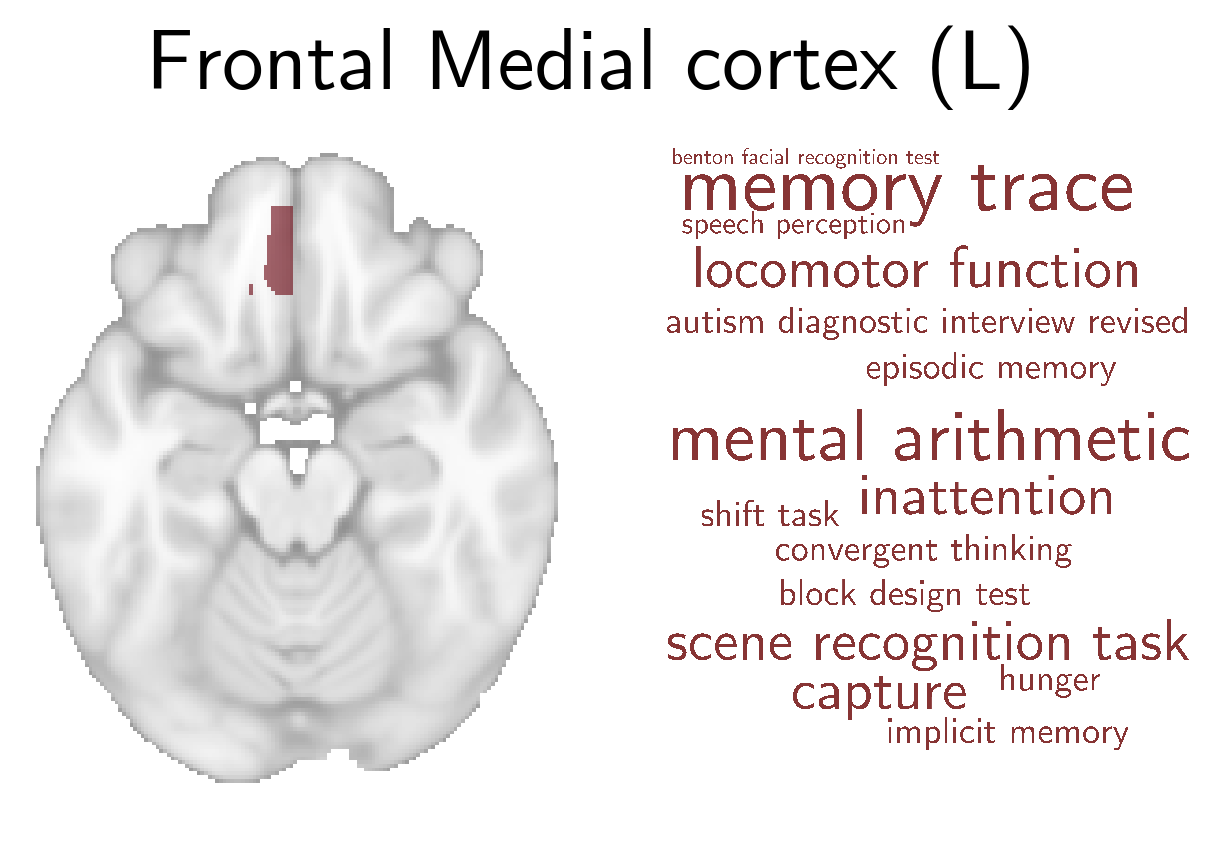 Frontal Medial cortex (L)
benton facial recognition test
memory trace
speech perception
locomotor function
autism diagnostic interview revised
episodic memory
mental arithmetic
inattention
shift task
convergent thinking
block design test
scene recognition task
hunger
capture
implicit memory